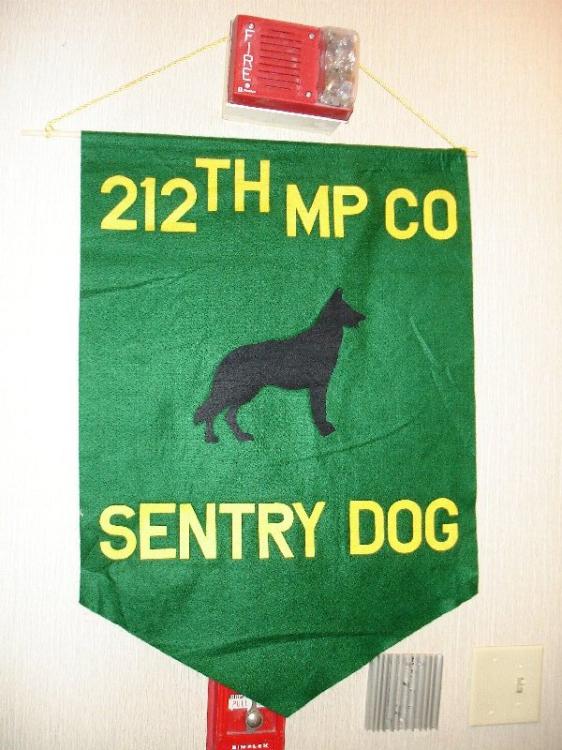 FIRE
212TH MP CO
SENTRY DOG
PULL
SIMPLEX